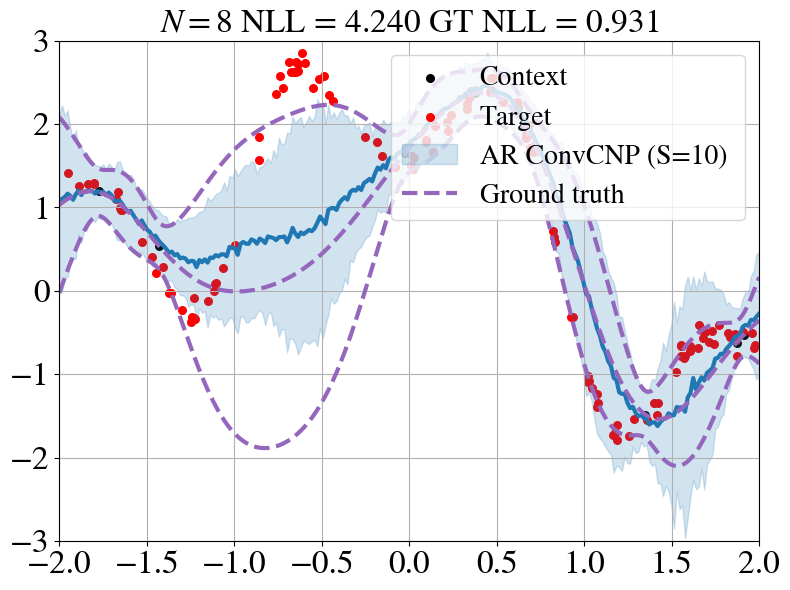 N = 8 NLL = 4.240 GT NLL = 0.931
3
2
1
0
−1
−2
−3
Context
Target
AR ConvCNP (S=10)
Ground truth
−2.0 −1.5 −1.0 −0.5 0.0 0.5 1.0 1.5 2.0